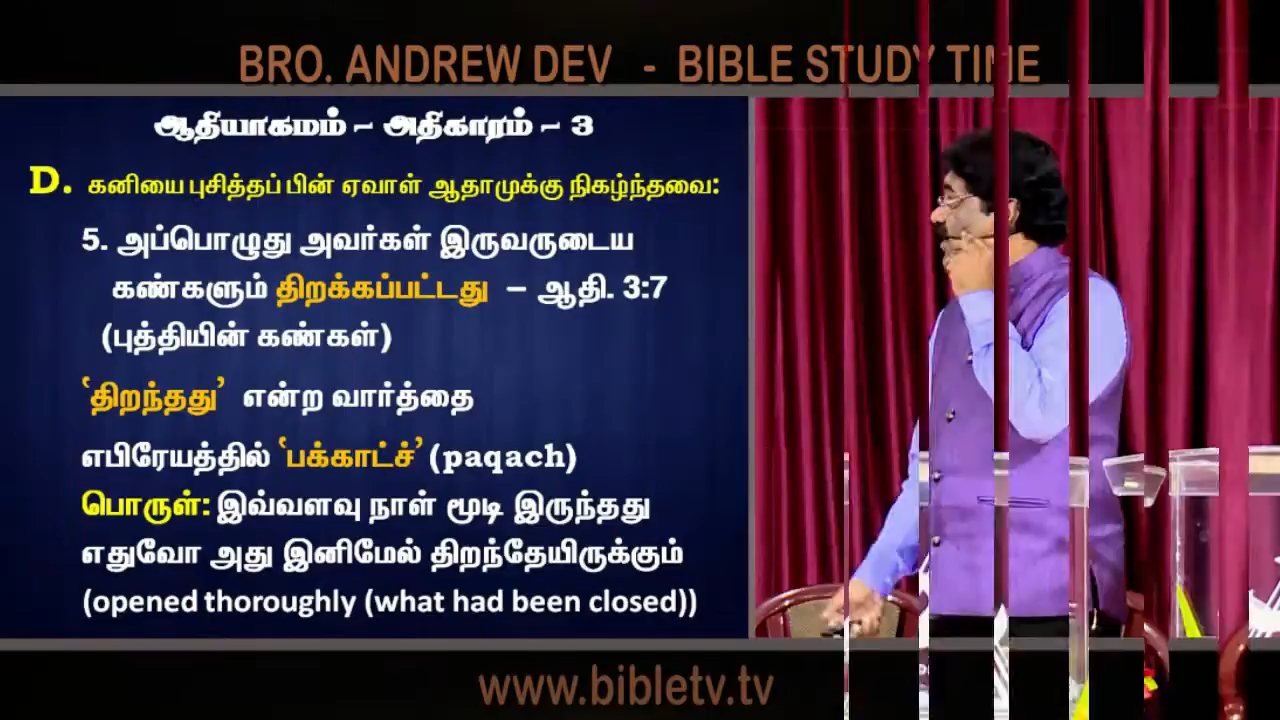 BRO. ANDREW DEV - BIBLE STUDY TIME
ஆதியாகமம் – அதிகாரம் – 3
D. கனியை புசித்தப் பின் ஏவாள் ஆதாமுக்கு நிகழ்ந்தவை:
5. அப்பொழுது அவர்கள் இருவருடைய
கண்களும் திறக்கப்பட்டது – ஆதி. 3:7
(புத்தியின் கண்கள்)
‘திறந்தது’ என்ற வார்த்தை
எபிரேயத்தில் ‘பக்காட்ச்’ (paqach)
பொருள்: இவ்வளவு நாள் மூடி இருந்தது
எதுவோ அது இனிமேல் திறந்தேயிருக்கும்
(opened thoroughly (what had been closed))
www.bibletv.tv